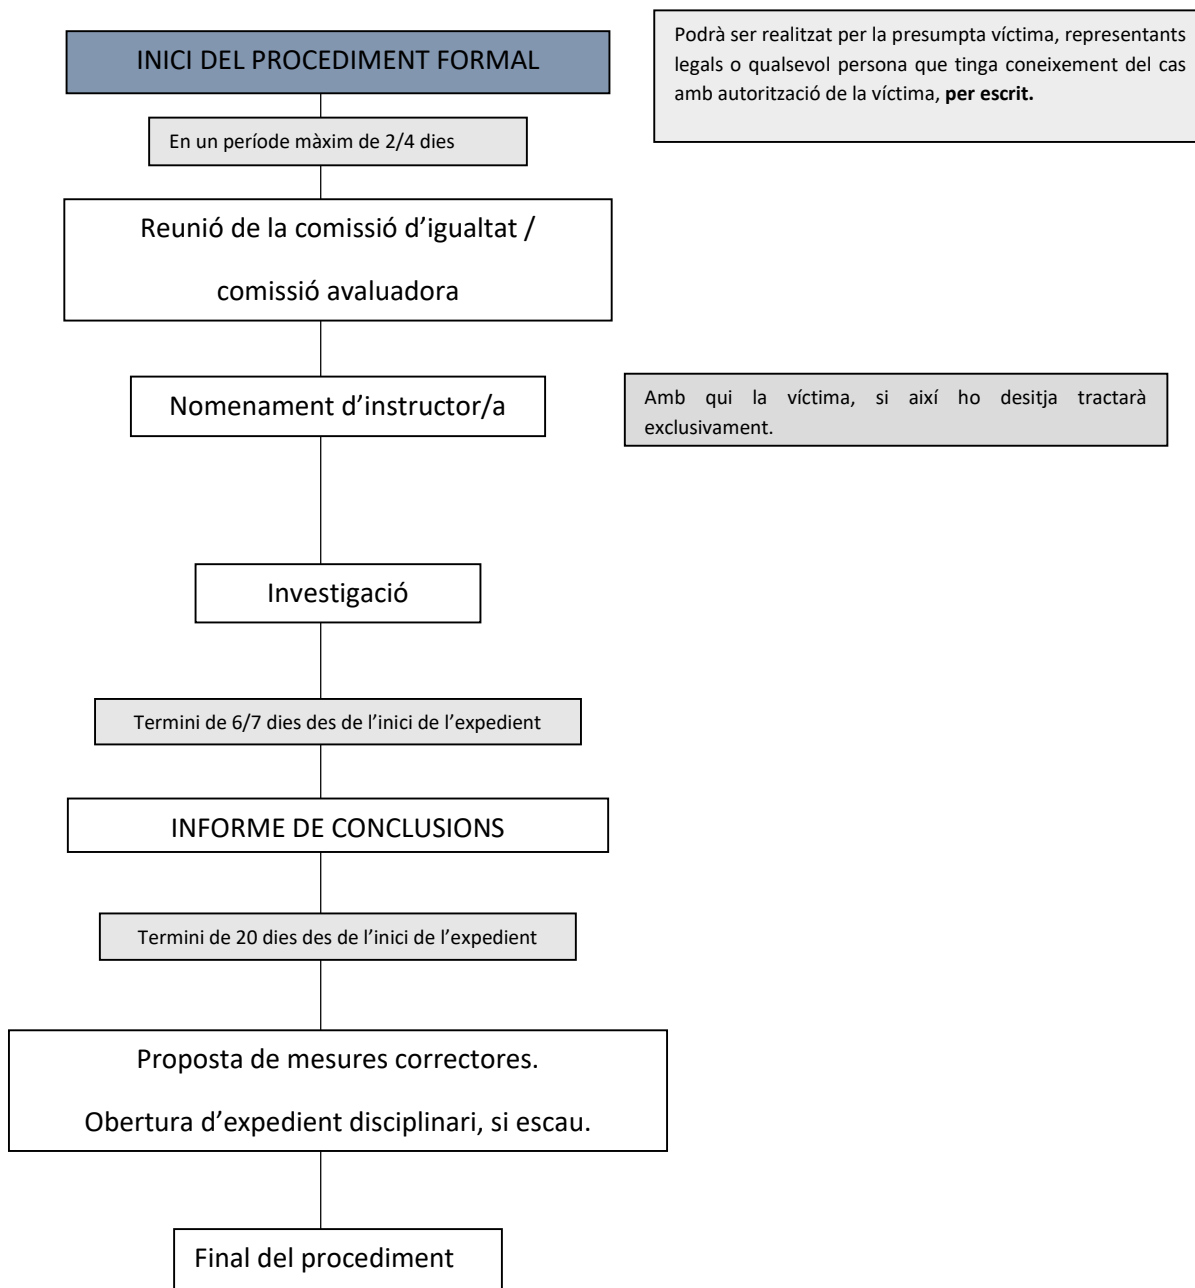 INICI DEL PROCEDIMENT FORMAL
Podrà ser realitzat per la presumpta víctima, representants
legals o qualsevol persona que tinga coneixement del cas
amb autorització de la víctima, per escrit.
En un període màxim de 2/4 dies
Reunió de la comissió d’igualtat /
comissió avaluadora
Nomenament d’instructor/a
Amb qui la víctima, si així ho desitja tractarà
exclusivament.
Investigació
Termini de 6/7 dies des de l’inici de l’expedient
INFORME DE CONCLUSIONS
Termini de 20 dies des de l’inici de l’expedient
Proposta de mesures correctores.
Obertura d’expedient disciplinari, si escau.
Final del procediment